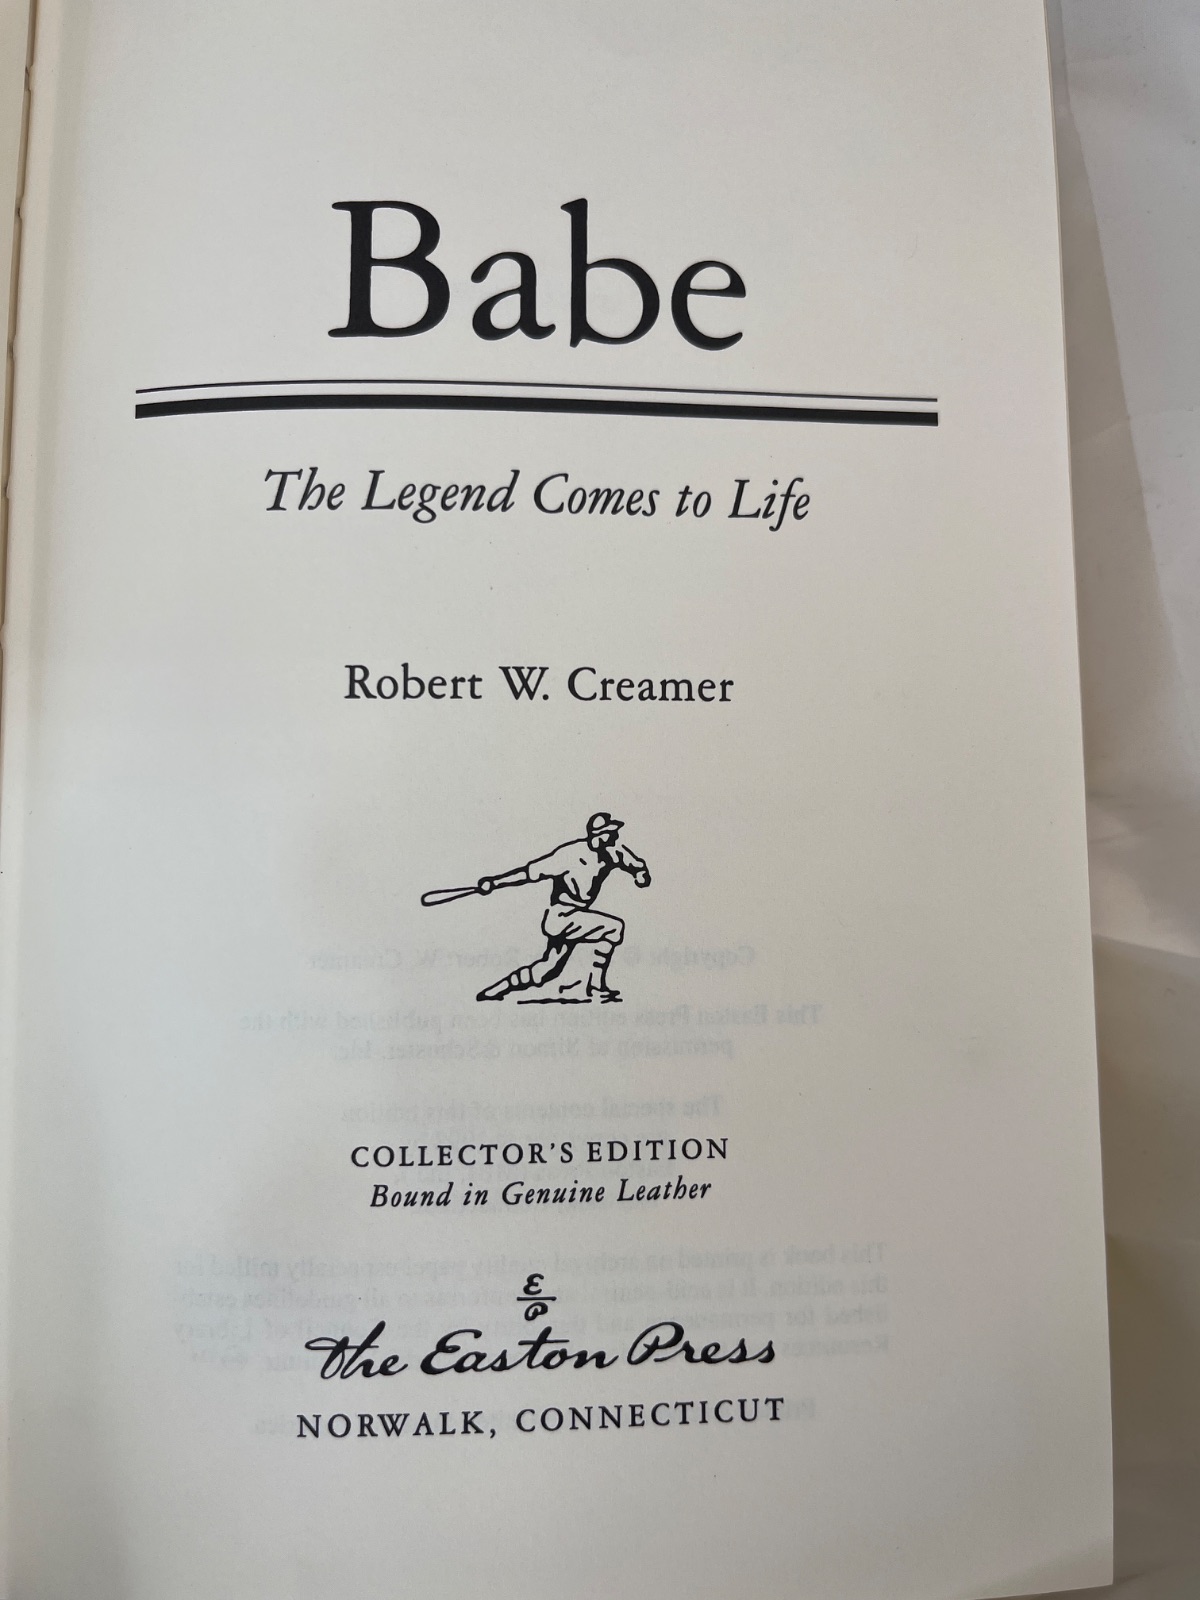 Babe
The Legend Comes to Life
Robert W. Creamer
COLLECTOR'S EDITION
Bound in Genuine Leather
E
P
The Easton Press
NORWALK, CONNECTICUT